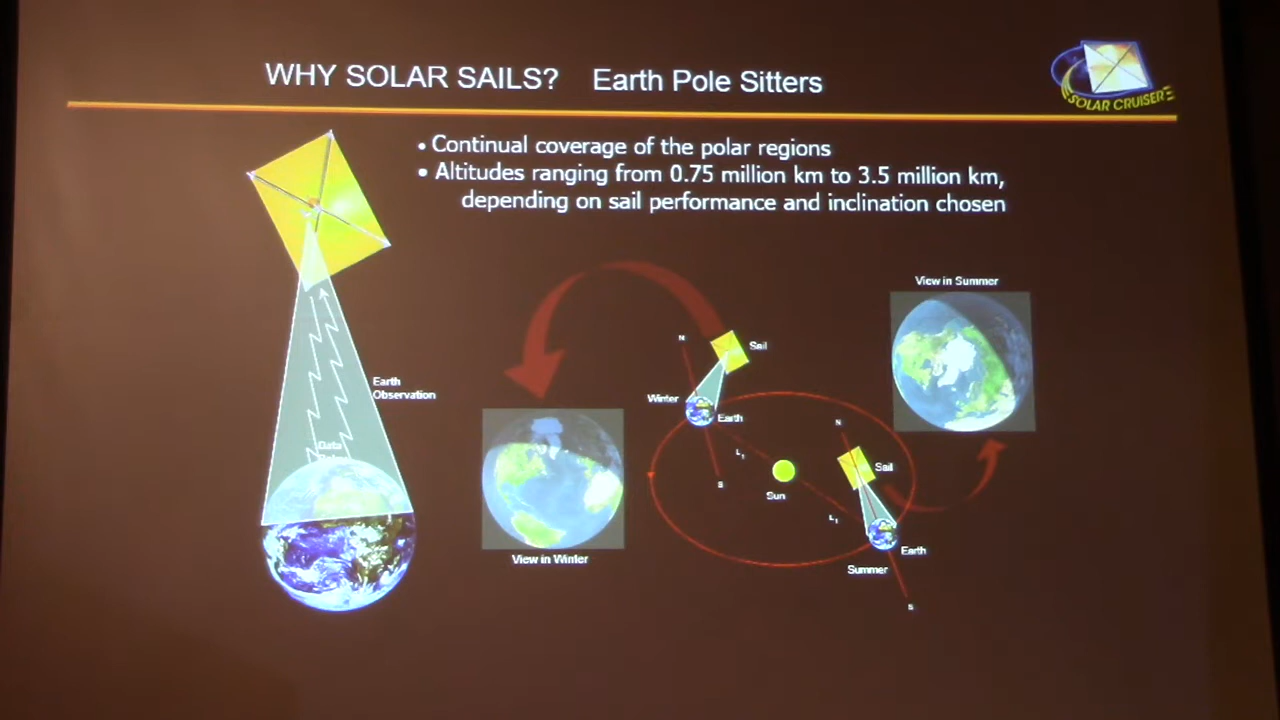 WHY SOLAR SAILS? Earth Pole Sitters
SOLAR CRUISER
• Continual coverage of the polar regions
• Altitudes ranging from 0.75 million km to 3.5 million km,
depending on sail performance and inclination chosen
View in Summer
N
Sail
Earth
Observation
Winter
Earth
N
L1
Sail
S
Sun
Data
L1
Earth
View in Winter
Summer
S